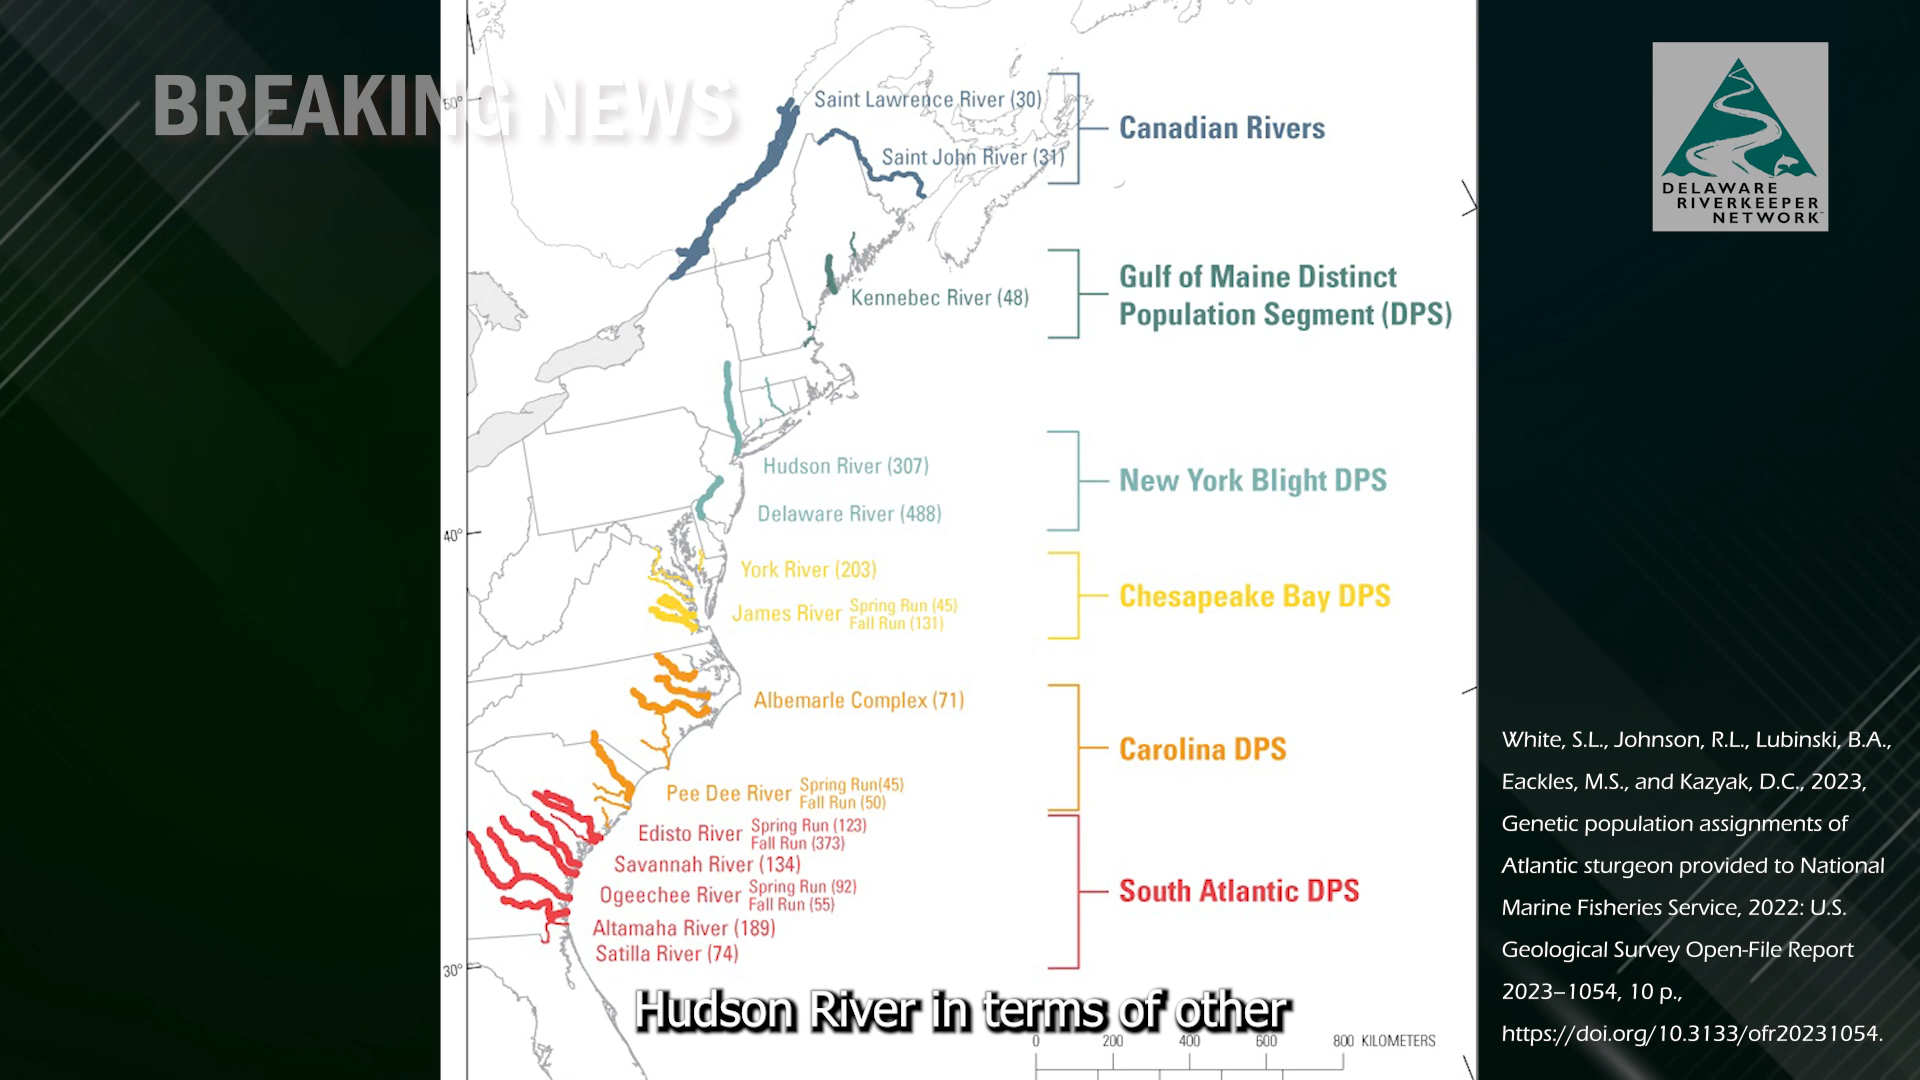 BREAKING NEWS
50°
Saint Lawrence River (30)
Saint John River (31)
Canadian Rivers
Kennebec River (48)
Gulf of Maine Distinct
Population Segment (DPS)
Hudson River (307)
Delaware River (488)
New York Blight DPS
40°
York River (203)
James River Spring Run (45)
Fall Run (131)
Chesapeake Bay DPS
Albemarle Complex (71)
Carolina DPS
Pee Dee River Spring Run(45)
Fall Run (50)
Edisto River Spring Run (123)
Fall Run (373)
Savannah River (134)
Ogeechee River Spring Run (92)
Fall Run (55)
Altamaha River (189)
Satilla River (74)
South Atlantic DPS
30°
Hudson River in terms of other
0 200 400 600 800 KILOMETERS
DELAWARE
RIVERKEEPER
NETWORK
White, S.L., Johnson, R.L., Lubinski, B.A.,
Eackles, M.S., and Kazyak, D.C., 2023,
Genetic population assignments of
Atlantic sturgeon provided to National
Marine Fisheries Service, 2022: U.S.
Geological Survey Open-File Report
2023–1054, 10 p.,
https://doi.org/10.3133/ofr20231054.